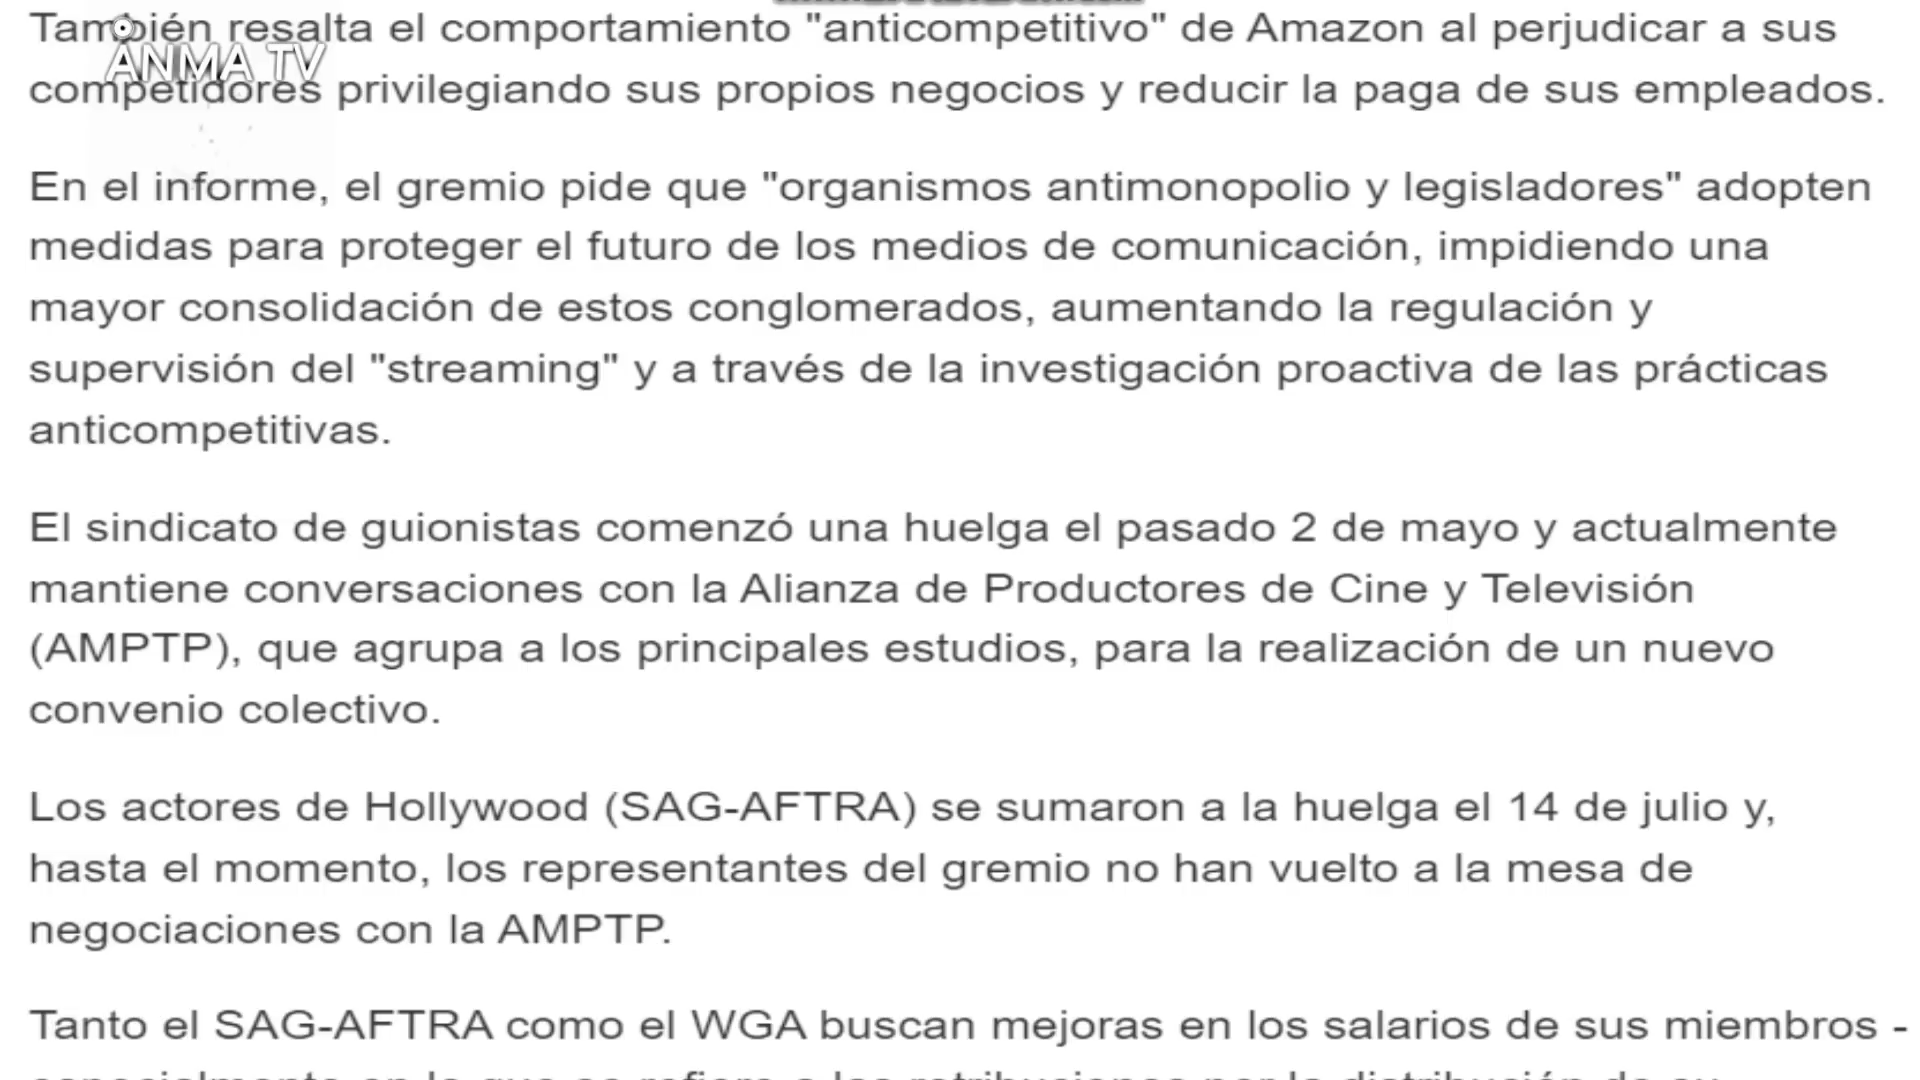 También resalta el comportamiento "anticompetitivo" de Amazon al perjudicar a sus
ANMA TV
competidores privilegiando sus propios negocios y reducir la paga de sus empleados.
En el informe, el gremio pide que "organismos antimonopolio y legisladores" adopten
medidas para proteger el futuro de los medios de comunicación, impidiendo una
mayor consolidación de estos conglomerados, aumentando la regulación y
supervisión del "streaming" y a través de la investigación proactiva de las prácticas
anticompetitivas.
El sindicato de guionistas comenzó una huelga el pasado 2 de mayo y actualmente
mantiene conversaciones con la Alianza de Productores de Cine y Televisión
(AMPTP), que agrupa a los principales estudios, para la realización de un nuevo
convenio colectivo.
Los actores de Hollywood (SAG-AFTRA) se sumaron a la huelga el 14 de julio y,
hasta el momento, los representantes del gremio no han vuelto a la mesa de
negociaciones con la AMPTP.
Tanto el SAG-AFTRA como el WGA buscan mejoras en los salarios de sus miembros -